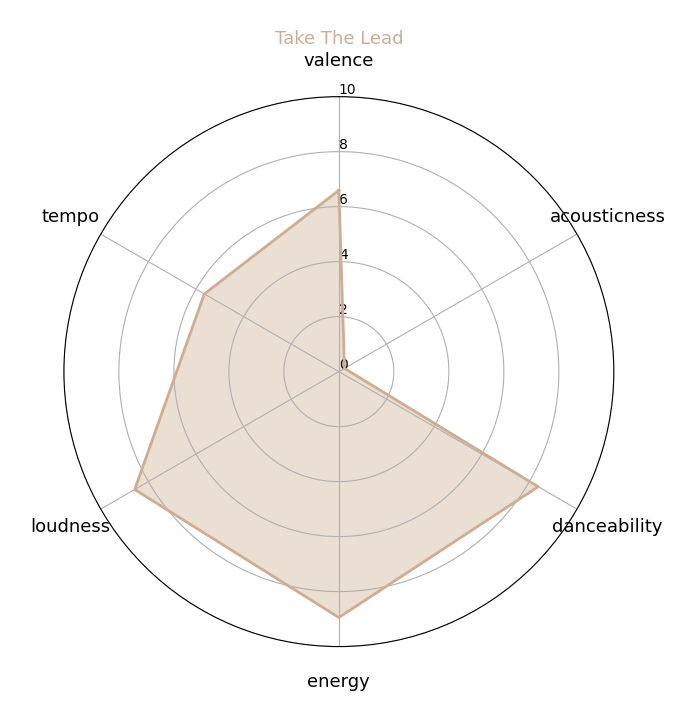 Take The Lead
valence
10
8
tempo
6
acousticness
4
2
0
loudness
danceability
energy